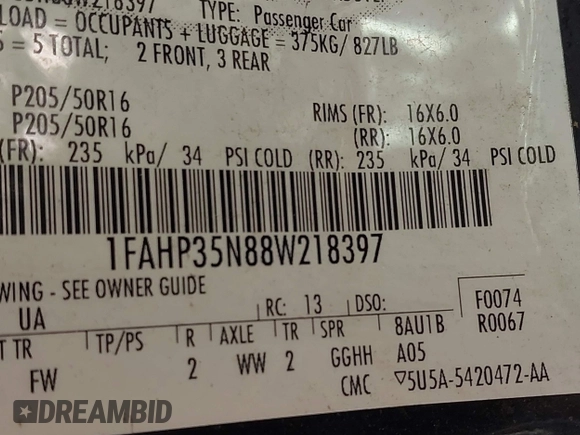 W218397 TYPE: Passenger Car
LOAD = OCCUPANTS + LUGGAGE = 375KG/ 827LB
S = 5 TOTAL; 2 FRONT, 3 REAR
P205/50R16 RIMS (FR): 16X6.0
P205/50R16 (RR): 16X6.0
(FR): 235 kPa/ 34 PSI COLD (RR): 235 kPa/ 34 PSI COLD
1FAHP35N88W218397
WING - SEE OWNER GUIDE
UA RC: 13 DSO: F0074
T TR TP/PS R AXLE TR SPR 8AU1B R0067
FW 2 WW 2 GGHH A05
CMC ▽5U5A-5420472-AA
DREAMBID